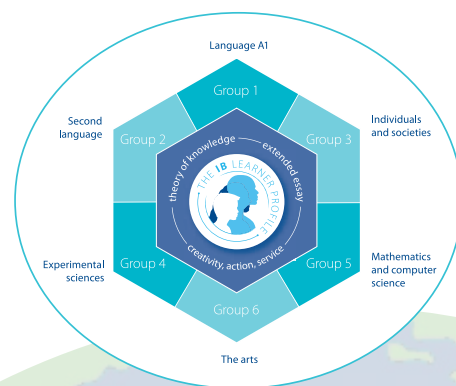 Language A1
Group 1
Second
language
Group 2
Group 3
Individuals
and societies
theory of knowledge
extended essay
THE IB LEARNER PROFILE
creativity, action, service
Experimental
sciences
Group 4
Group 5
Mathematics
and computer
science
Group 6
The arts